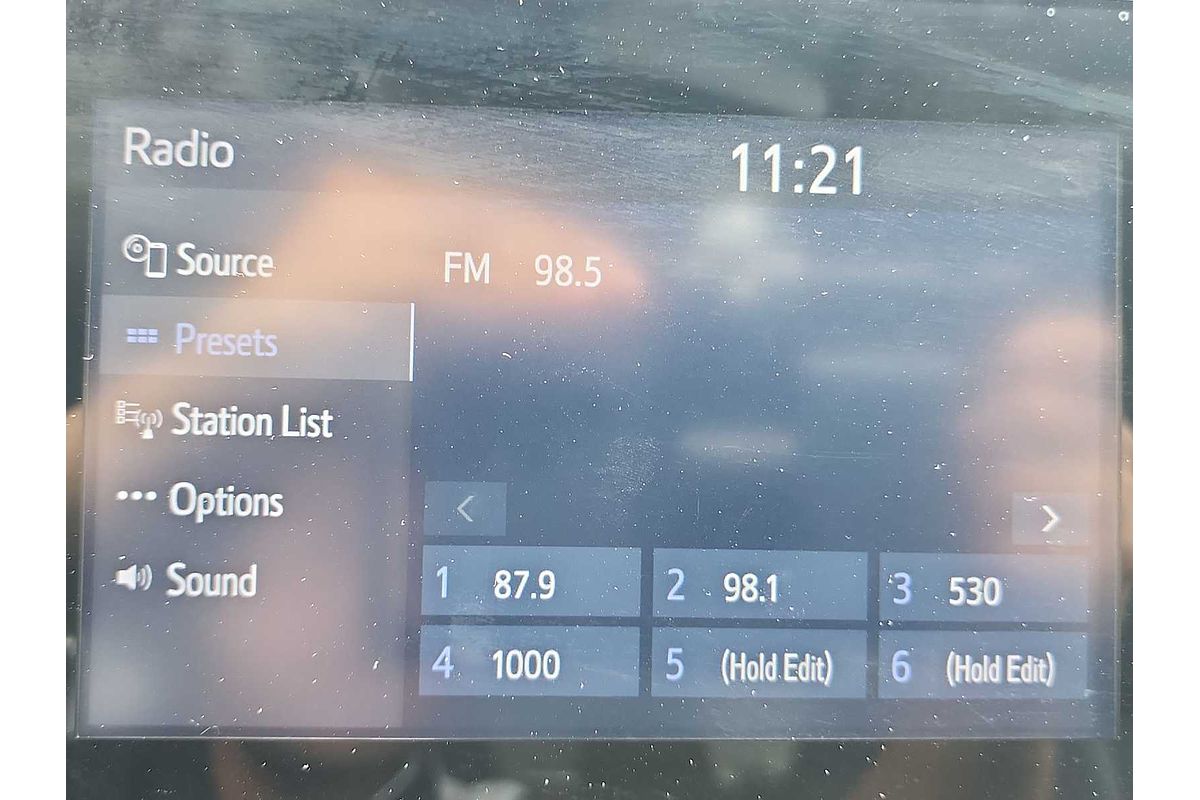 Radio
11:21
Source
FM 98.5
Presets
Station List
Options
Sound
1 87.9
2 98.1
3 530
4 1000
5 (Hold Edit)
6 (Hold Edit)